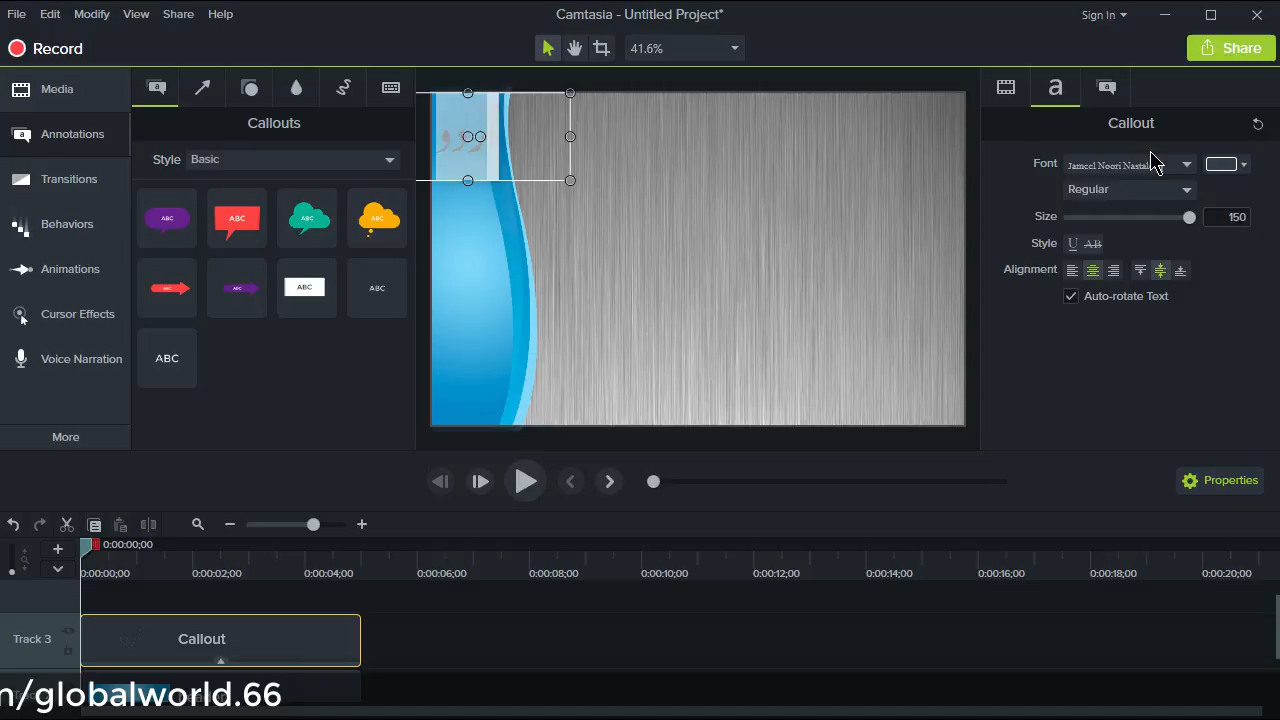 File Edit Modify View Share Help
Camtasia - Untitled Project*
Sign In
Record
41.6%
Share
Media
Annotations
Transitions
Behaviors
Animations
Cursor Effects
Voice Narration
More
Callouts
Style Basic
ABC ABC ABC ABC
ABC ABC ABC ABC
ABC
Callout
Font Jameel Noori Nastal
Regular
Size 150
Style U AB
Alignment
Auto-rotate Text
Properties
0:00:00;00
0:00:00;00 0:00:02;00 0:00:04;00 0:00:06;00 0:00:08;00 0:00:10;00 0:00:12;00 0:00:14;00 0:00:16;00 0:00:18;00 0:00:20;00
Track 3
Callout
n/globalworld.66